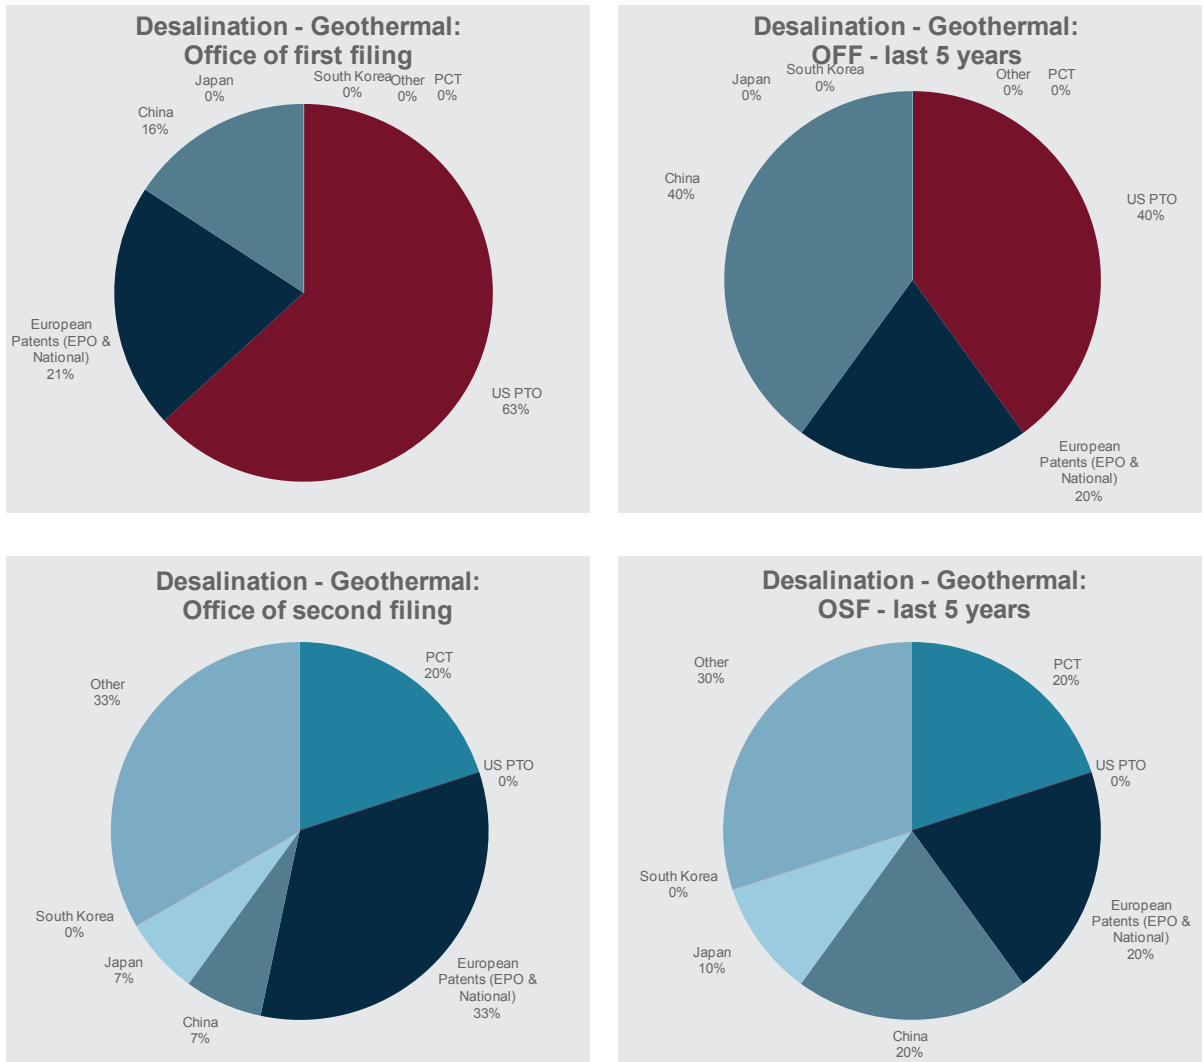 Desalination - Geothermal:
Office of first filing
Japan
0%
South Korea
0%
Other
0%
PCT
0%
China
16%
European
Patents (EPO &
National)
21%
US PTO
63%
Desalination - Geothermal:
OFF - last 5 years
Japan
0%
South Korea
0%
Other
0%
PCT
0%
China
40%
US PTO
40%
European
Patents (EPO &
National)
20%
Desalination - Geothermal:
Office of second filing
Other
33%
PCT
20%
US PTO
0%
South Korea
0%
Japan
7%
China
7%
European
Patents (EPO &
National)
33%
Desalination - Geothermal:
OSF - last 5 years
Other
30%
PCT
20%
US PTO
0%
South Korea
0%
Japan
10%
European
Patents (EPO &
National)
20%
China
20%